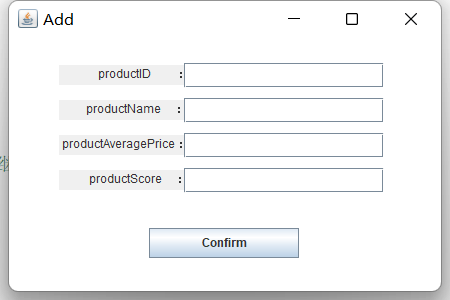 Add
productID :
productName :
productAveragePrice :
productScore :
Confirm